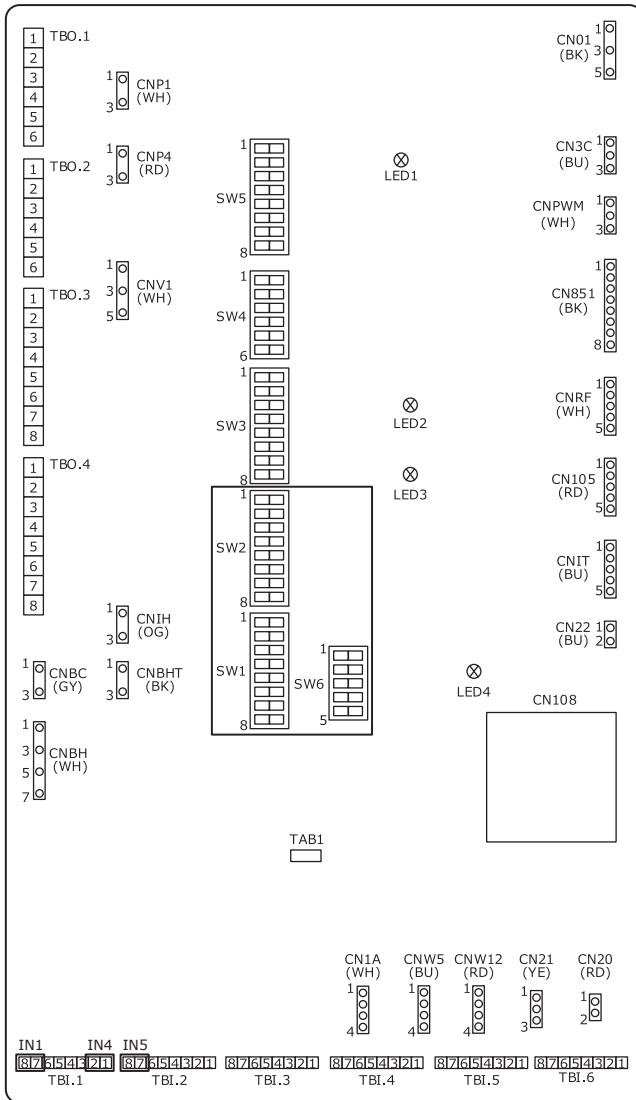 1 TBO.1
2
3
4
5
6
1
3
CNP1
(WH)
1 TBO.2
2
3
4
5
6
1
3
CNP4
(RD)
1 TBO.3
2
3
4
5
6
7
8
1
3
5
CNV1
(WH)
1 TBO.4
2
3
4
5
6
7
8
1
3
CNIH
(OG)
1
3
CNBC
(GY)
1
3
CNBHT
(BK)
1
3
5
7
CNBH
(WH)
1
SW5
8
1
SW4
6
1
SW3
8
1
SW2
8
1
SW1
8
1
SW6
5
LED1
LED2
LED3
LED4
CN01
(BK)
1
3
5
CN3C
(BU)
1
3
CNPWM
(WH)
1
3
CN851
(BK)
1
8
CNRF
(WH)
1
5
CN105
(RD)
1
5
CNIT
(BU)
1
5
CN22
(BU)
1
2
CN108
TAB1
CN1A
(WH)
1
4
CNW5
(BU)
1
4
CNW12
(RD)
1
4
CN21
(YE)
1
3
CN20
(RD)
1
2
IN1 IN4 IN5
87654321 87654321 87654321 87654321 87654321 87654321
TBI.1 TBI.2 TBI.3 TBI.4 TBI.5 TBI.6